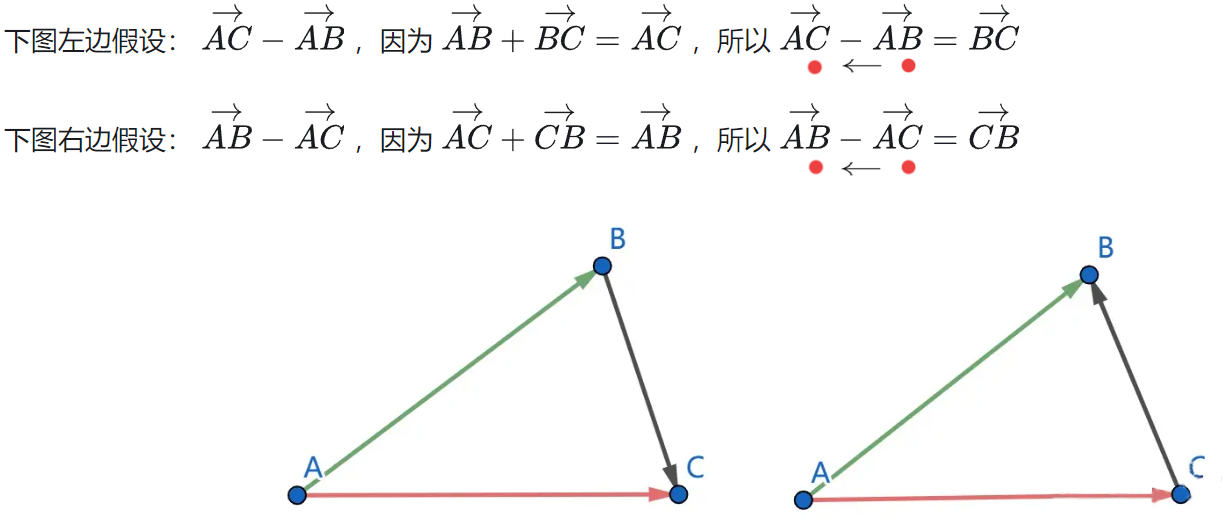 下图左边假设： $\overrightarrow{AC} - \overrightarrow{AB}$ ，因为 $\overrightarrow{AB} + \overrightarrow{BC} = \overrightarrow{AC}$ ，所以 $\overrightarrow{AC} - \overrightarrow{AB} = \overrightarrow{BC}$
←
下图右边假设： $\overrightarrow{AB} - \overrightarrow{AC}$ ，因为 $\overrightarrow{AC} + \overrightarrow{CB} = \overrightarrow{AB}$ ，所以 $\overrightarrow{AB} - \overrightarrow{AC} = \overrightarrow{CB}$
←
B
A
C
B
A
C